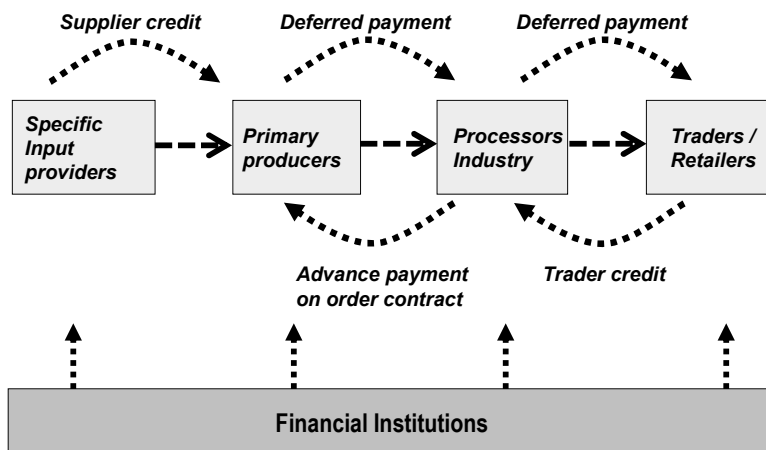 Supplier credit
Deferred payment
Deferred payment
Specific
Input
providers
Primary
producers
Processors
Industry
Traders /
Retailers
Advance payment
on order contract
Trader credit
Financial Institutions